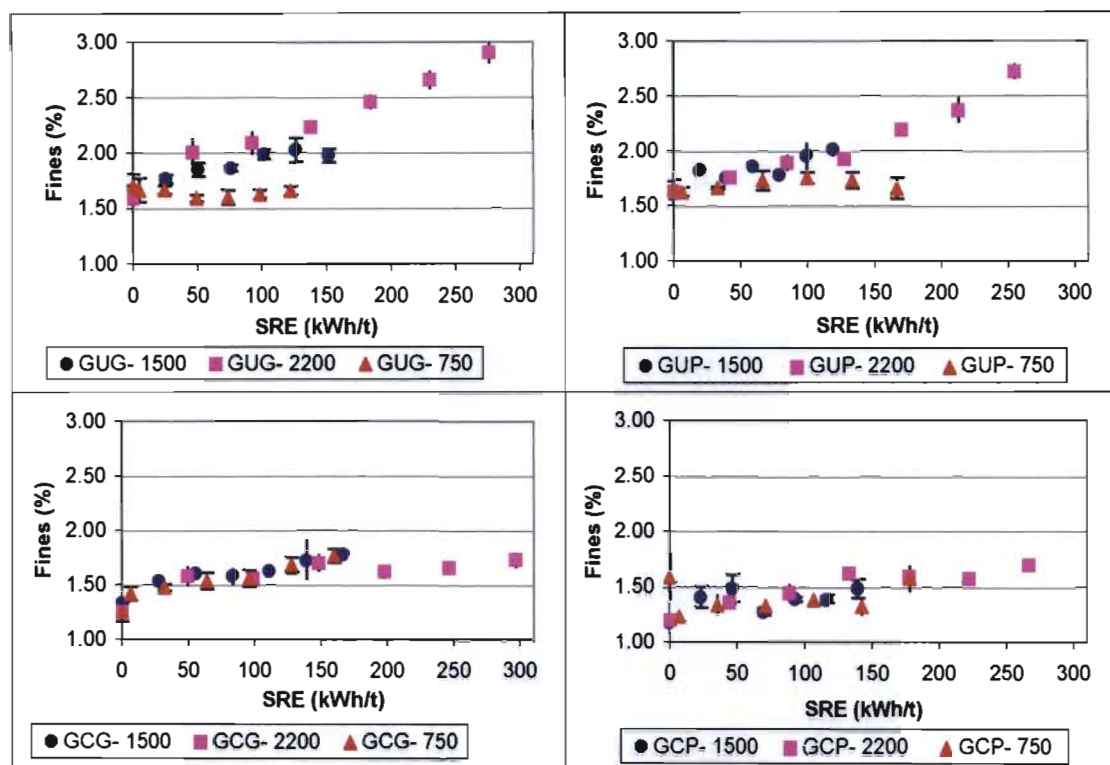 3.00
2.50
2.00
1.50
1.00
Fines (%)
0 50 100 150 200 250 300
SRE (kWh/t)
GUG- 1500 GUG- 2200 GUG- 750
3.00
2.50
2.00
1.50
1.00
Fines (%)
0 50 100 150 200 250 300
SRE (kWh/t)
GUP- 1500 GUP- 2200 GUP- 750
3.00
2.50
2.00
1.50
1.00
Fines (%)
0 50 100 150 200 250 300
SRE (kWh/t)
GCG- 1500 GCG- 2200 GCG- 750
3.00
2.50
2.00
1.50
1.00
Fines (%)
0 50 100 150 200 250 300
SRE (kWh/t)
GCP- 1500 GCP- 2200 GCP- 750